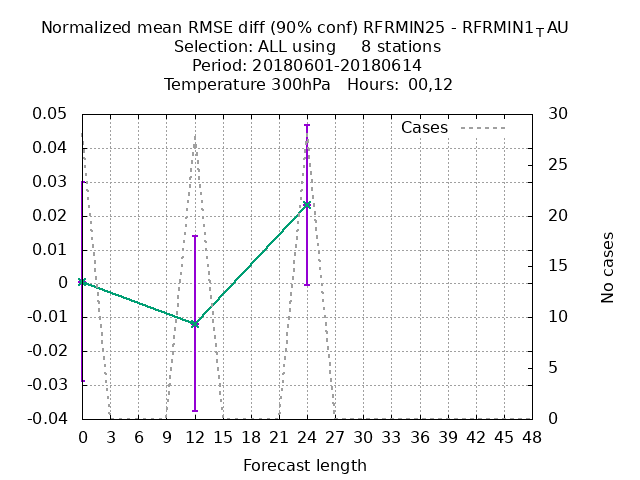 Normalized mean RMSE diff (90% conf) RFRMIN25 - RFRMIN1_TAU
Selection: ALL using 8 stations
Period: 20180601-20180614
Temperature 300hPa Hours: 00,12
Cases
0.05
0.04
0.03
0.02
0.01
0
-0.01
-0.02
-0.03
-0.04
30
25
20
15
10
5
0
No cases
0 3 6 9 12 15 18 21 24 27 30 33 36 39 42 45 48
Forecast length